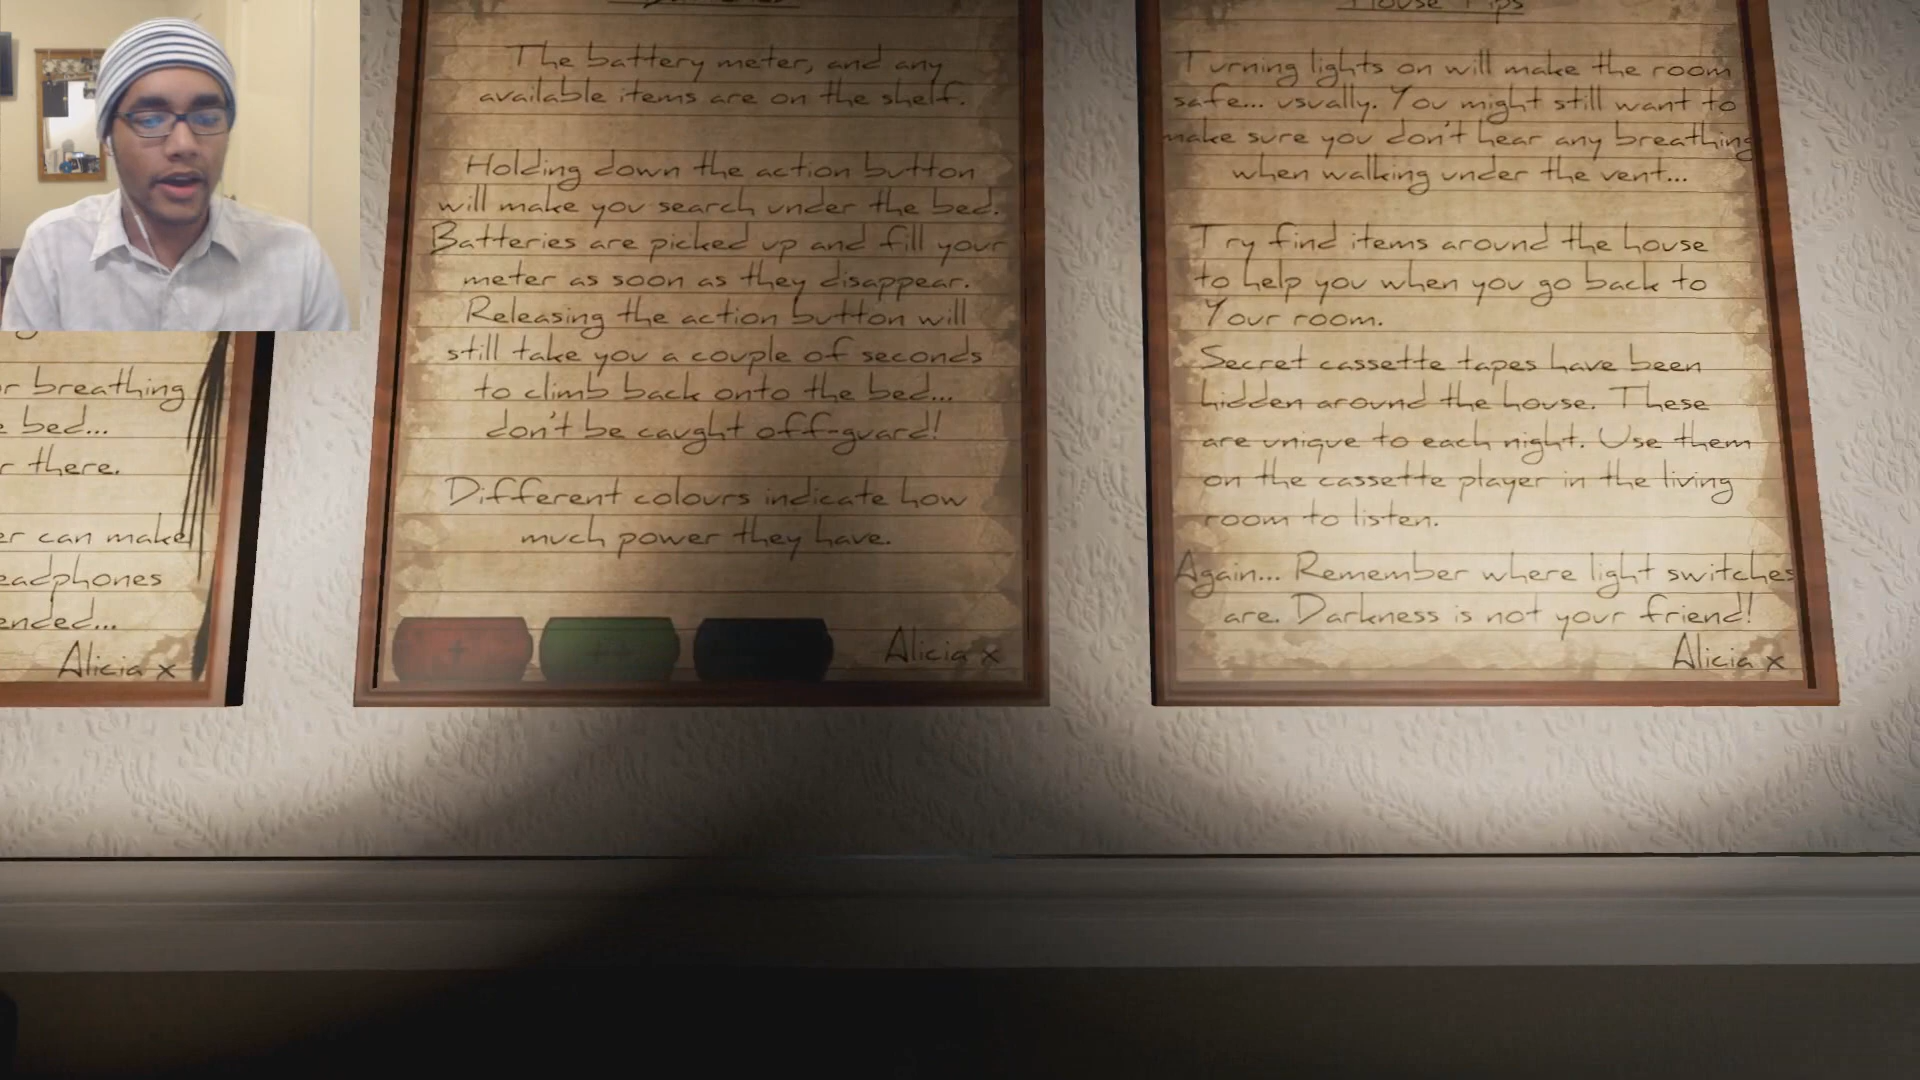 r breathing
bed...
r there.
er can make
eadphones
ended...
Alicia x
Batteries
The battery meter, and any
available items are on the shelf.
Holding down the action button
will make you search under the bed.
Batteries are picked up and fill your
meter as soon as they disappear.
Releasing the action button will
still take you a couple of seconds
to climb back onto the bed...
don't be caught off-guard!
Different colours indicate how
much power they have.
Alicia x
House Tips
Turning lights on will make the room
safe... usually. You might still want to
make sure you don't hear any breathing
when walking under the vent...
Try find items around the house
to help you when you go back to
Your room.
Secret cassette tapes have been
hidden around the house. These
are unique to each night. Use them
on the cassette player in the living
room to listen.
Again... Remember where light switches
are. Darkness is not your friend!
Alicia x